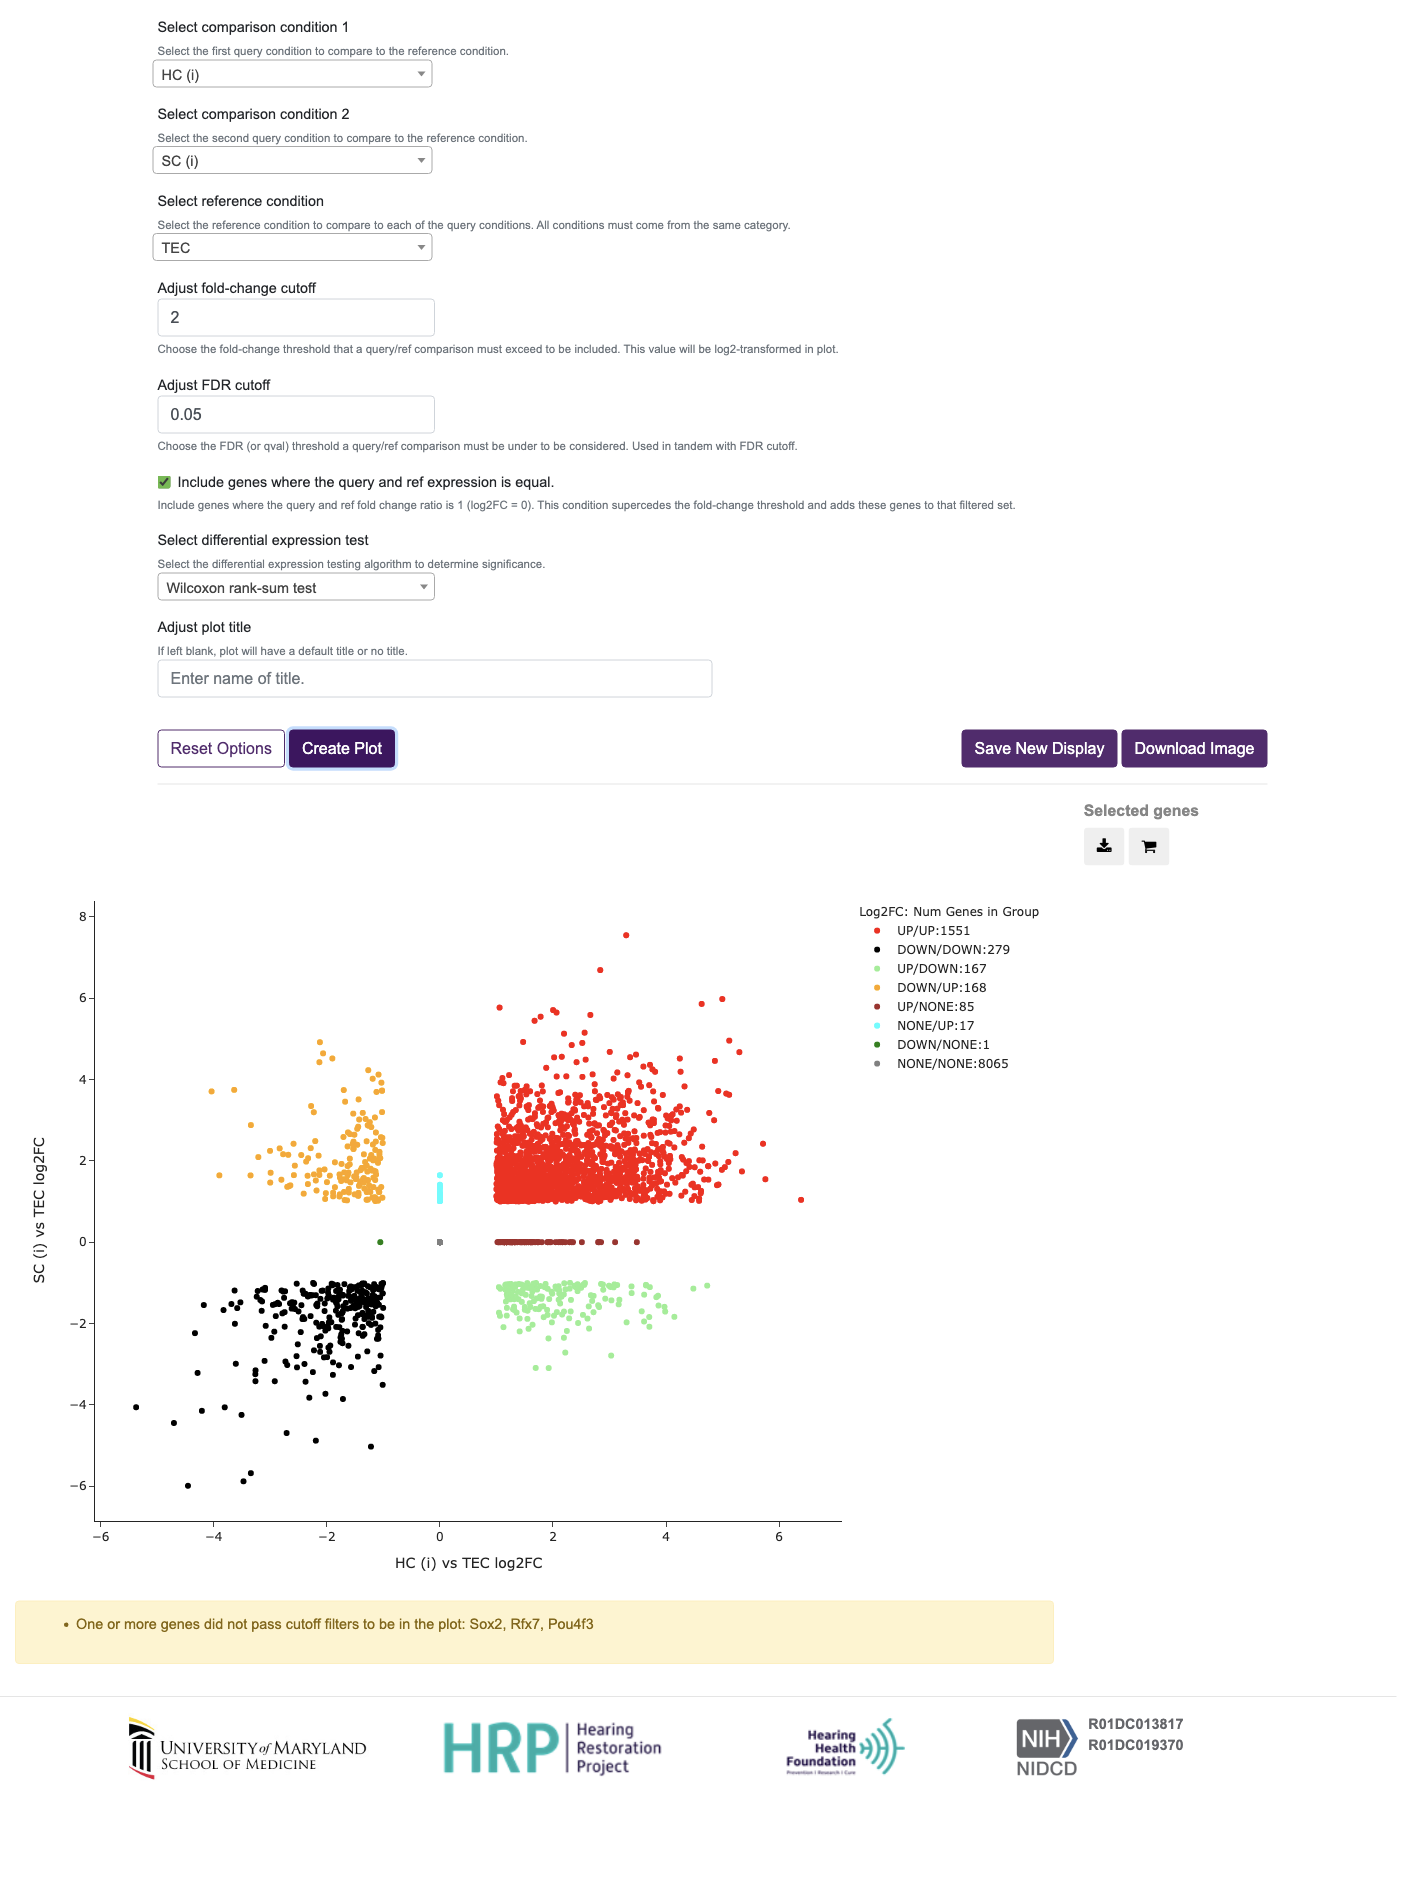 Select comparison condition 1
Select the first query condition to compare to the reference condition.
HC (i)
Select comparison condition 2
Select the second query condition to compare to the reference condition.
SC (i)
Select reference condition
Select the reference condition to compare to each of the query conditions. All conditions must come from the same category.
TEC
Adjust fold-change cutoff
2
Choose the fold-change threshold that a query/ref comparison must exceed to be included. This value will be log2-transformed in plot.
Adjust FDR cutoff
0.05
Choose the FDR (or qval) threshold a query/ref comparison must be under to be considered. Used in tandem with FDR cutoff.
Include genes where the query and ref expression is equal.
Include genes where the query and ref fold change ratio is 1 (log2FC = 0). This condition supercedes the fold-change threshold and adds these genes to that filtered set.
Select differential expression test
Select the differential expression testing algorithm to determine significance.
Wilcoxon rank-sum test
Adjust plot title
If left blank, plot will have a default title or no title.
Enter name of title.
Reset Options Create Plot Save New Display Download Image
Selected genes
Log2FC: Num Genes in Group
UP/UP:1551
DOWN/DOWN:279
UP/DOWN:167
DOWN/UP:168
UP/NONE:85
NONE/UP:17
DOWN/NONE:1
NONE/NONE:8065
8
6
4
2
0
−2
−4
−6
SC (i) vs TEC log2FC
−6 −4 −2 0 2 4 6
HC (i) vs TEC log2FC
• One or more genes did not pass cutoff filters to be in the plot: Sox2, Rfx7, Pou4f3
UNIVERSITY of MARYLAND
SCHOOL OF MEDICINE
HRP
Hearing
Restoration
Project
Hearing
Health
Foundation
Prevention | Research | Cure
NIH
NIDCD
R01DC013817
R01DC019370